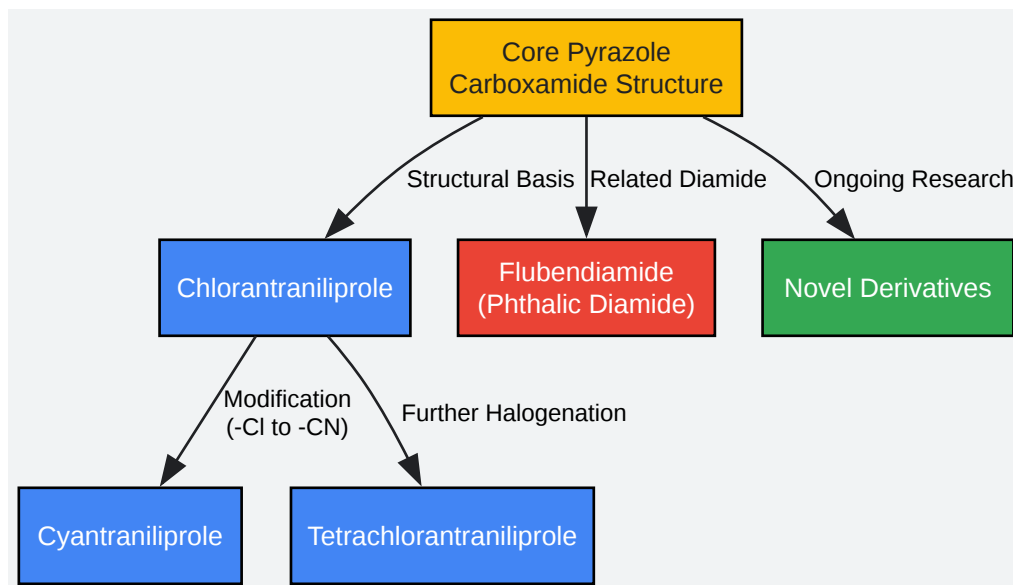 Core Pyrazole
Carboxamide Structure
Structural Basis
Related Diamide
Ongoing Research
Chlorantraniliprole
Flubendiamide
(Phthalic Diamide)
Novel Derivatives
Modification
(-Cl to -CN)
Further Halogenation
Cyantraniliprole
Tetrachlorantraniliprole